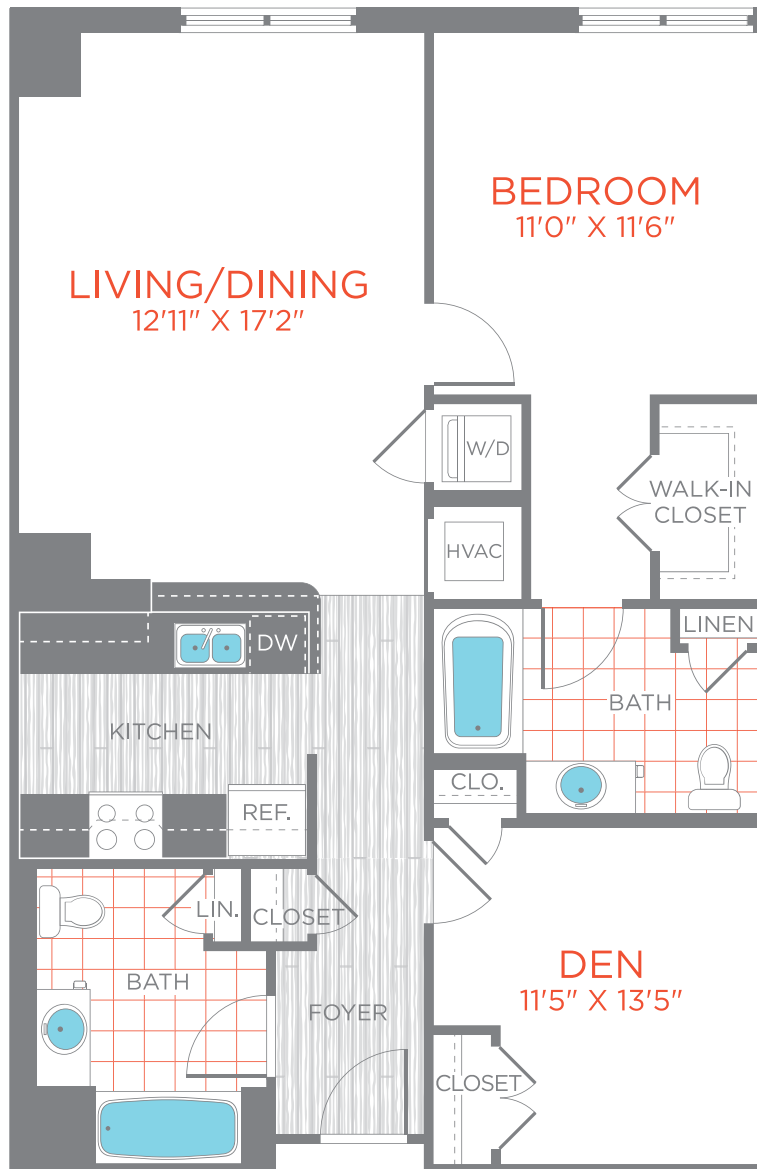 BEDROOM
11'0" X 11'6"
LIVING/DINING
12'11" X 17'2"
W/D
WALK-IN
CLOSET
HVAC
LINEN
DW
BATH
KITCHEN
CLO.
REF.
LIN.
CLOSET
DEN
11'5" X 13'5"
BATH
FOYER
CLOSET